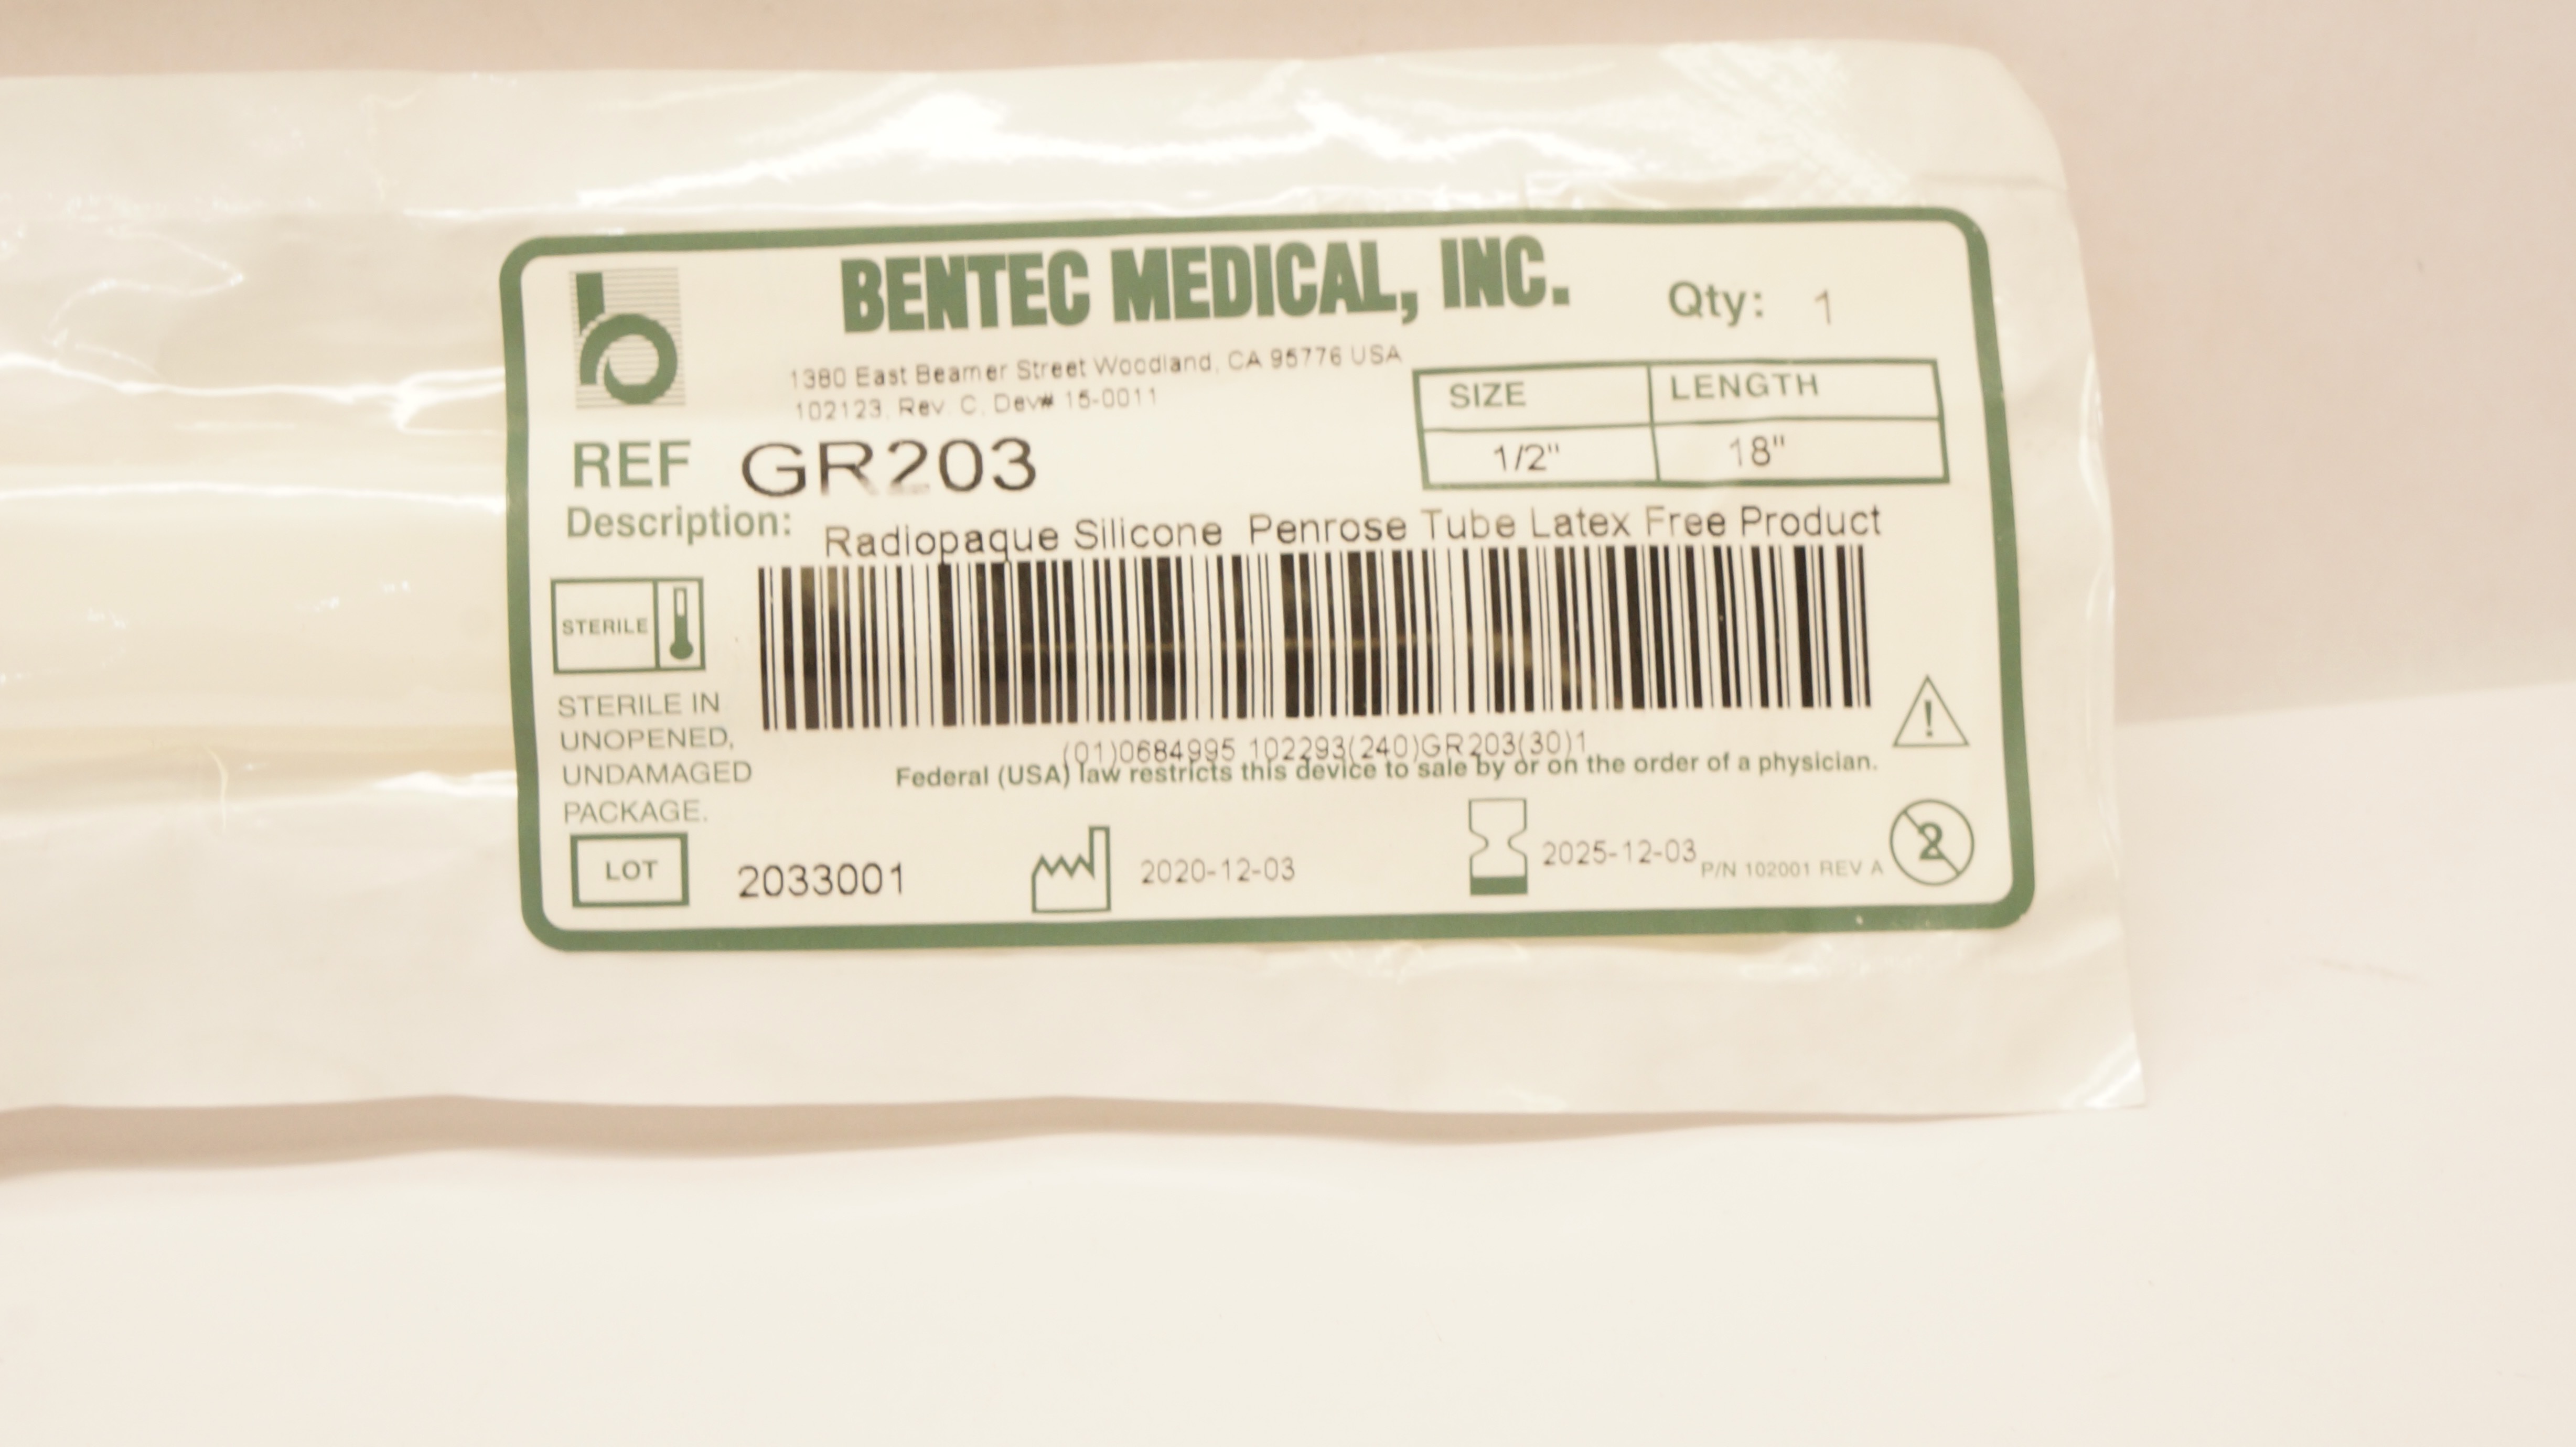 BENTEC MEDICAL, INC.
Qty: 1
1380 East Beamer Street Woodland, CA 95776 USA
102123, Rev. C, Dev# 15-0011
SIZE LENGTH
1/2" 18"
REF GR203
Description: Radiopaque Silicone Penrose Tube Latex Free Product
STERILE
STERILE IN
UNOPENED,
UNDAMAGED
PACKAGE.
(01)0684995 102293(240)GR203(30)1
Federal (USA) law restricts this device to sale by or on the order of a physician.
!
LOT 2033001 2020-12-03 2025-12-03 P/N 102001 REV A 2